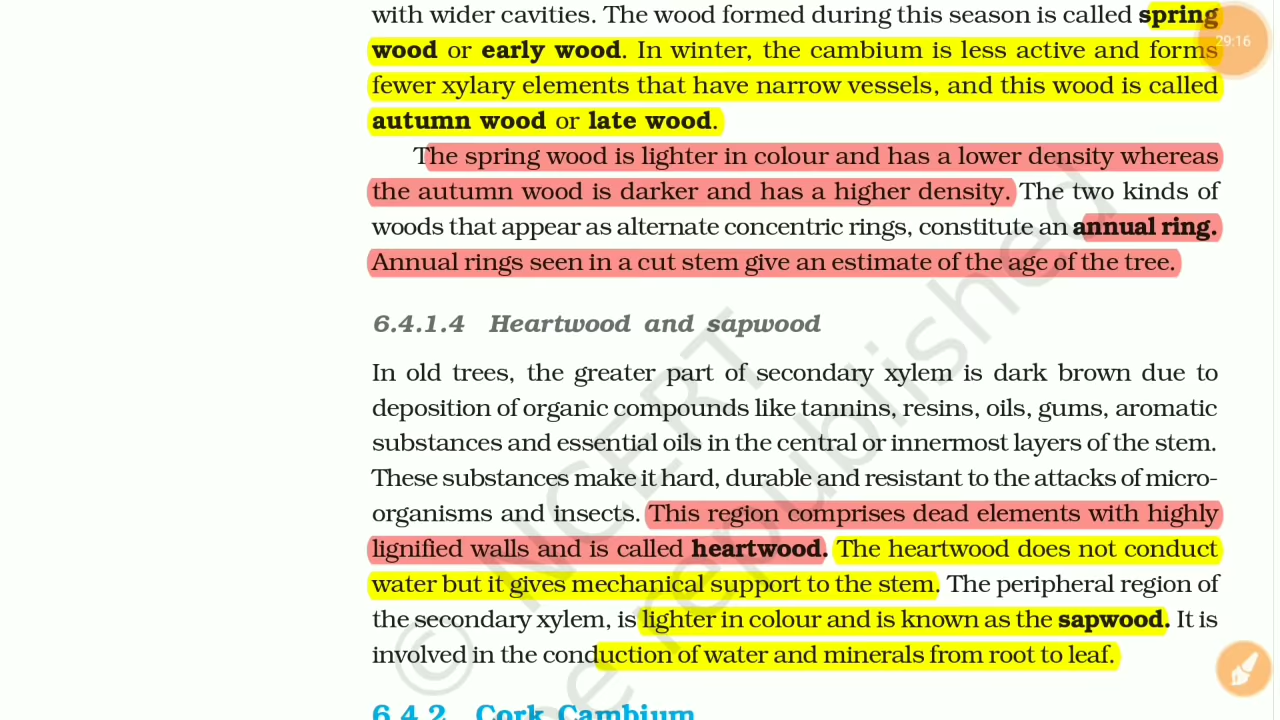 with wider cavities. The wood formed during this season is called spring
29:16
wood or early wood. In winter, the cambium is less active and forms
fewer xylary elements that have narrow vessels, and this wood is called
autumn wood or late wood.
The spring wood is lighter in colour and has a lower density whereas
the autumn wood is darker and has a higher density. The two kinds of
woods that appear as alternate concentric rings, constitute an annual ring.
Annual rings seen in a cut stem give an estimate of the age of the tree.
6.4.1.4 Heartwood and sapwood
In old trees, the greater part of secondary xylem is dark brown due to
deposition of organic compounds like tannins, resins, oils, gums, aromatic
substances and essential oils in the central or innermost layers of the stem.
These substances make it hard, durable and resistant to the attacks of micro-
organisms and insects. This region comprises dead elements with highly
lignified walls and is called heartwood. The heartwood does not conduct
water but it gives mechanical support to the stem. The peripheral region of
the secondary xylem, is lighter in colour and is known as the sapwood. It is
involved in the conduction of water and minerals from root to leaf.
6.4.2 Cork Cambium
© NCERT
republished